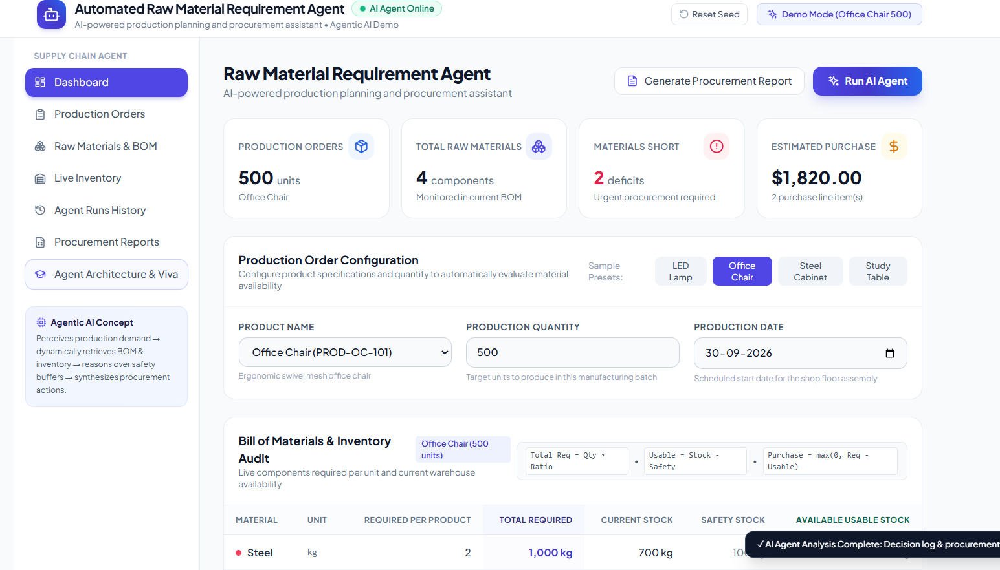 Automated Raw Material Requirement Agent
AI Agent Online
AI-powered production planning and procurement assistant • Agentic AI Demo
Reset Seed
Demo Mode (Office Chair 500)
SUPPLY CHAIN AGENT
Dashboard
Production Orders
Raw Materials & BOM
Live Inventory
Agent Runs History
Procurement Reports
Agent Architecture & Viva
Agentic AI Concept
Perceives production demand →
dynamically retrieves BOM &
inventory → reasons over safety
buffers → synthesizes procurement
actions.
Raw Material Requirement Agent
AI-powered production planning and procurement assistant
Generate Procurement Report
Run AI Agent
PRODUCTION ORDERS
500 units
Office Chair
TOTAL RAW MATERIALS
4 components
Monitored in current BOM
MATERIALS SHORT
2 deficits
Urgent procurement required
ESTIMATED PURCHASE
$1,820.00
2 purchase line item(s)
Production Order Configuration
Configure product specifications and quantity to automatically evaluate material
availability
Sample
Presets:
LED
Lamp
Office
Chair
Steel
Cabinet
Study
Table
PRODUCT NAME
Office Chair (PROD-OC-101)
Ergonomic swivel mesh office chair
PRODUCTION QUANTITY
500
Target units to produce in this manufacturing batch
PRODUCTION DATE
30-09-2026
Scheduled start date for the shop floor assembly
Bill of Materials & Inventory
Audit
Office Chair (500
units)
Live components required per unit and current warehouse
availability
Total Req = Qty ×
Ratio
•
Usable = Stock -
Safety
•
Purchase = max(0, Req -
Usable)
MATERIAL UNIT REQUIRED PER PRODUCT TOTAL REQUIRED CURRENT STOCK SAFETY STOCK AVAILABLE USABLE STOCK
Steel kg 2 1,000 kg 700 kg
✓ AI Agent Analysis Complete: Decision log & procurement